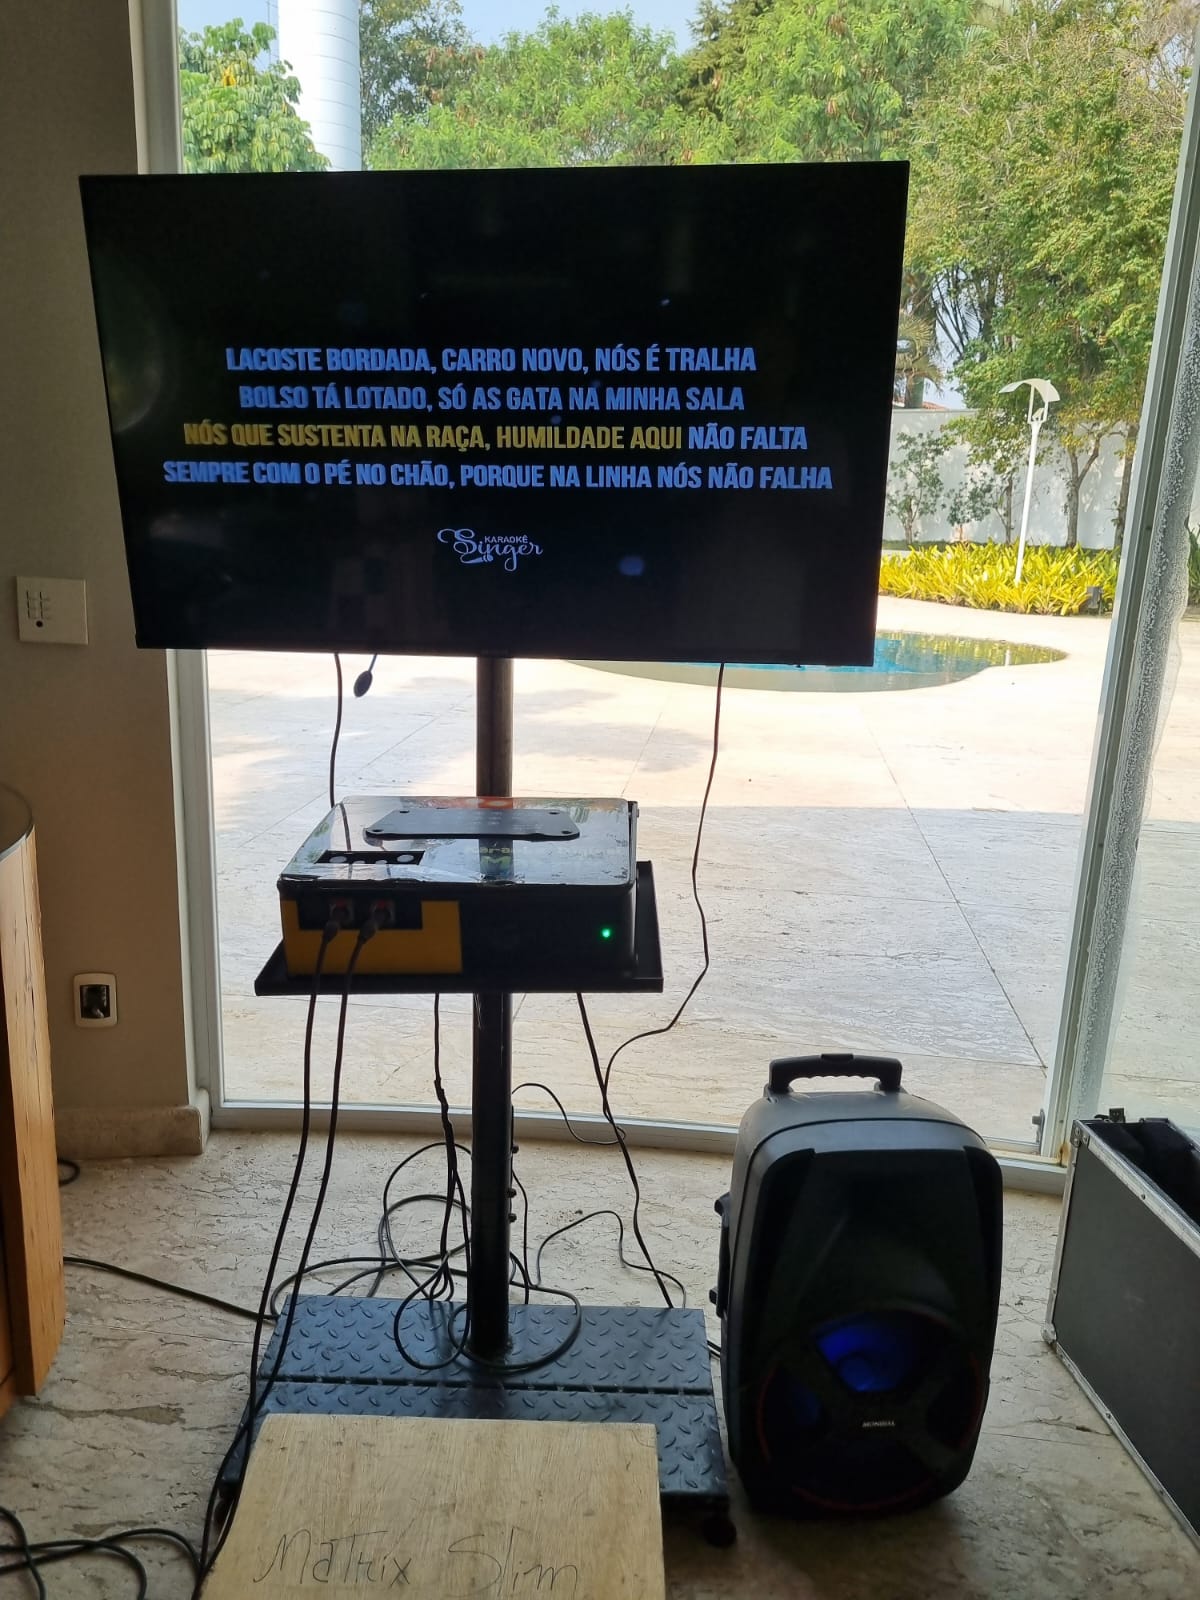 LACOSTE BORDADA, CARRO NOVO, NÓS É TRALHA
BOLSO TÁ LOTADO, SÓ AS GATA NA MINHA SALA
NÓS QUE SUSTENTA NA RAÇA, HUMILDADE AQUI NÃO FALTA
SEMPRE COM O PÉ NO CHÃO, PORQUE NA LINHA NÓS NÃO FALHA
KARAOKÊ
Singer
MONDIAL
MaTrix Slim